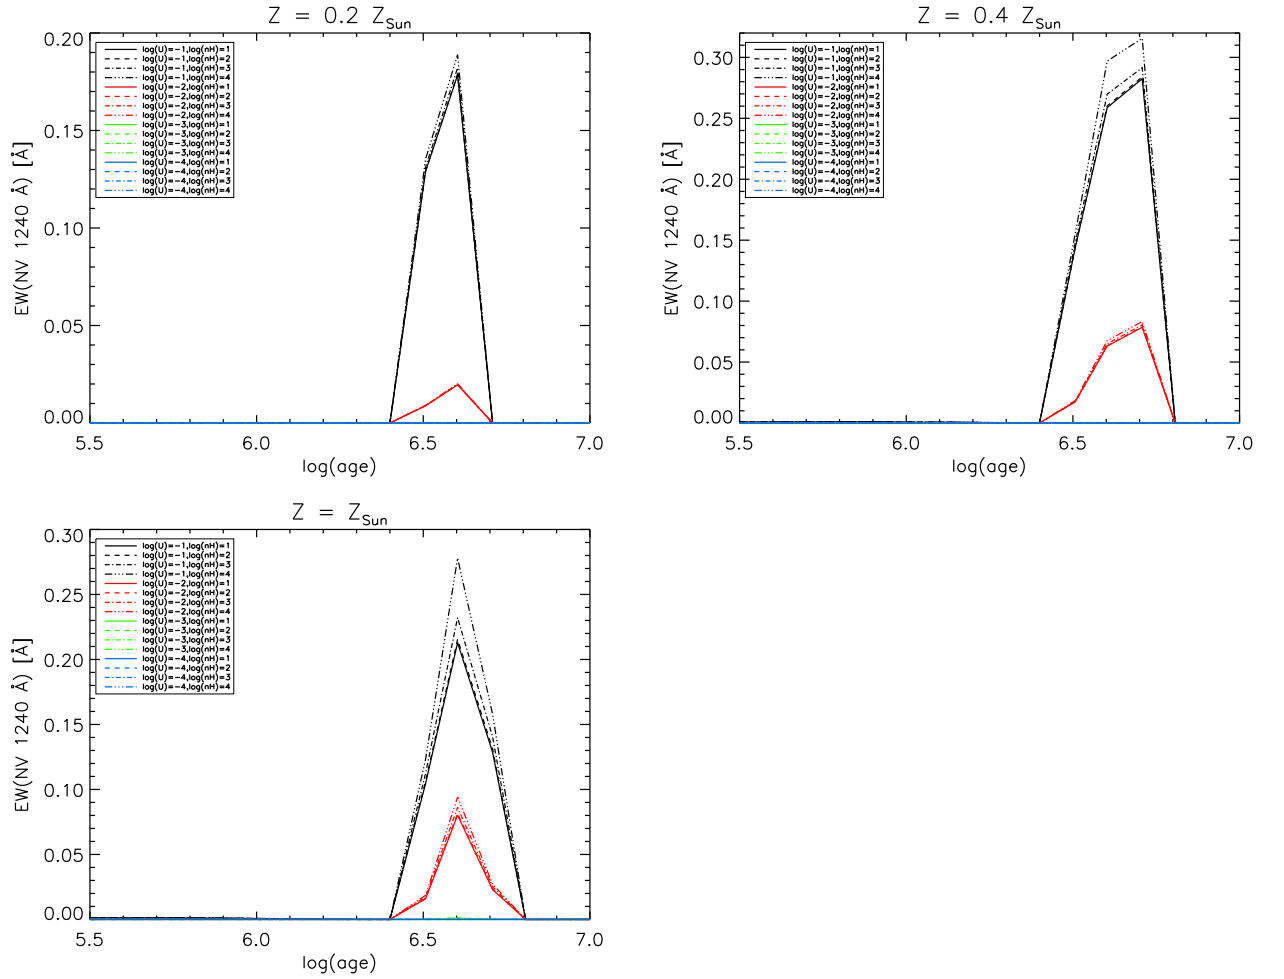 Z = 0.2 Z_Sun
0.20
0.15
0.10
0.05
0.00
EW(NV 1240 Å) [Å]
log(U)=-1,log(nH)=1
log(U)=-1,log(nH)=2
log(U)=-1,log(nH)=3
log(U)=-1,log(nH)=4
log(U)=-2,log(nH)=1
log(U)=-2,log(nH)=2
log(U)=-2,log(nH)=3
log(U)=-2,log(nH)=4
log(U)=-3,log(nH)=1
log(U)=-3,log(nH)=2
log(U)=-3,log(nH)=3
log(U)=-3,log(nH)=4
log(U)=-4,log(nH)=1
log(U)=-4,log(nH)=2
log(U)=-4,log(nH)=3
log(U)=-4,log(nH)=4
5.5 6.0 6.5 7.0
log(age)
Z = 0.4 Z_Sun
0.30
0.25
0.20
0.15
0.10
0.05
0.00
EW(NV 1240 Å) [Å]
log(U)=-1,log(nH)=1
log(U)=-1,log(nH)=2
log(U)=-1,log(nH)=3
log(U)=-1,log(nH)=4
log(U)=-2,log(nH)=1
log(U)=-2,log(nH)=2
log(U)=-2,log(nH)=3
log(U)=-2,log(nH)=4
log(U)=-3,log(nH)=1
log(U)=-3,log(nH)=2
log(U)=-3,log(nH)=3
log(U)=-3,log(nH)=4
log(U)=-4,log(nH)=1
log(U)=-4,log(nH)=2
log(U)=-4,log(nH)=3
log(U)=-4,log(nH)=4
5.5 6.0 6.5 7.0
log(age)
Z = Z_Sun
0.30
0.25
0.20
0.15
0.10
0.05
0.00
EW(NV 1240 Å) [Å]
log(U)=-1,log(nH)=1
log(U)=-1,log(nH)=2
log(U)=-1,log(nH)=3
log(U)=-1,log(nH)=4
log(U)=-2,log(nH)=1
log(U)=-2,log(nH)=2
log(U)=-2,log(nH)=3
log(U)=-2,log(nH)=4
log(U)=-3,log(nH)=1
log(U)=-3,log(nH)=2
log(U)=-3,log(nH)=3
log(U)=-3,log(nH)=4
log(U)=-4,log(nH)=1
log(U)=-4,log(nH)=2
log(U)=-4,log(nH)=3
log(U)=-4,log(nH)=4
5.5 6.0 6.5 7.0
log(age)